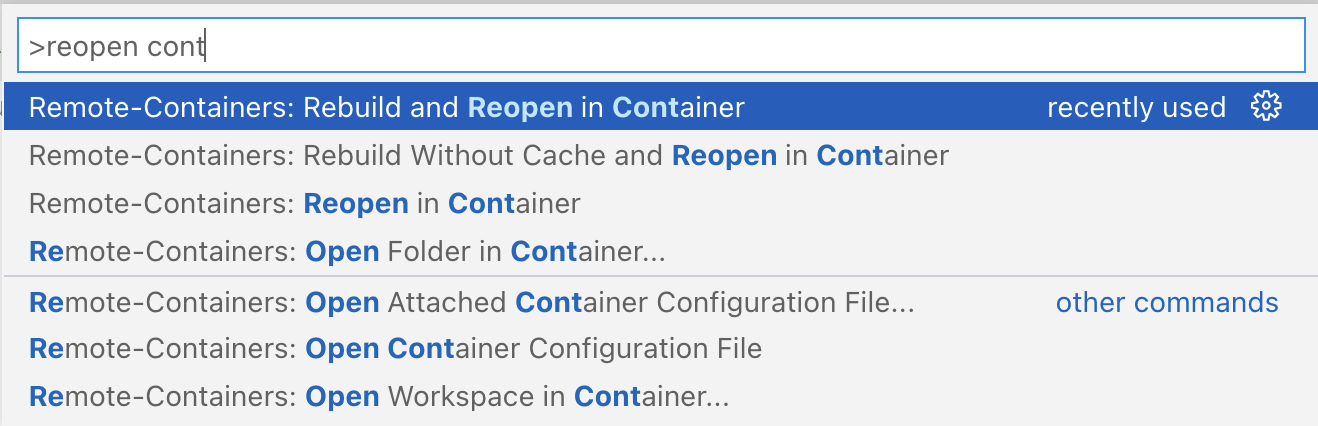 >reopen cont
Remote-Containers: Rebuild and Reopen in Container recently used
Remote-Containers: Rebuild Without Cache and Reopen in Container
Remote-Containers: Reopen in Container
Remote-Containers: Open Folder in Container...
Remote-Containers: Open Attached Container Configuration File... other commands
Remote-Containers: Open Container Configuration File
Remote-Containers: Open Workspace in Container...